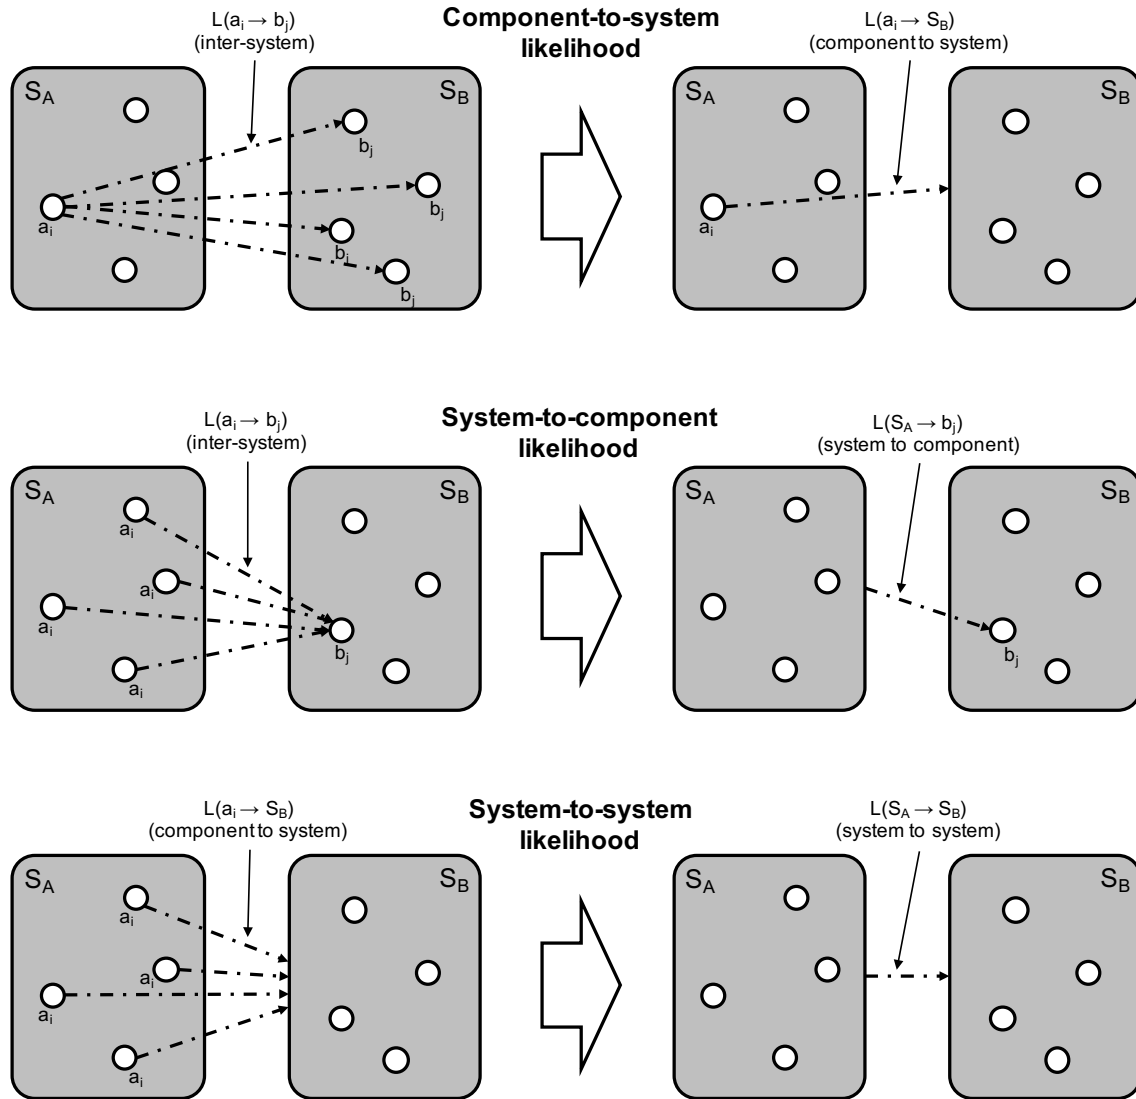 L(aᵢ → bⱼ)
(inter-system)
Component-to-system
likelihood
L(aᵢ → S_B)
(component to system)
S_A
S_B
aᵢ
bⱼ
bⱼ
bⱼ
bⱼ
S_A
S_B
aᵢ
L(aᵢ → bⱼ)
(inter-system)
System-to-component
likelihood
L(S_A → bⱼ)
(system to component)
S_A
S_B
aᵢ
aᵢ
aᵢ
aᵢ
bⱼ
S_A
S_B
bⱼ
L(aᵢ → S_B)
(component to system)
System-to-system
likelihood
L(S_A → S_B)
(system to system)
S_A
S_B
aᵢ
aᵢ
aᵢ
aᵢ
S_A
S_B